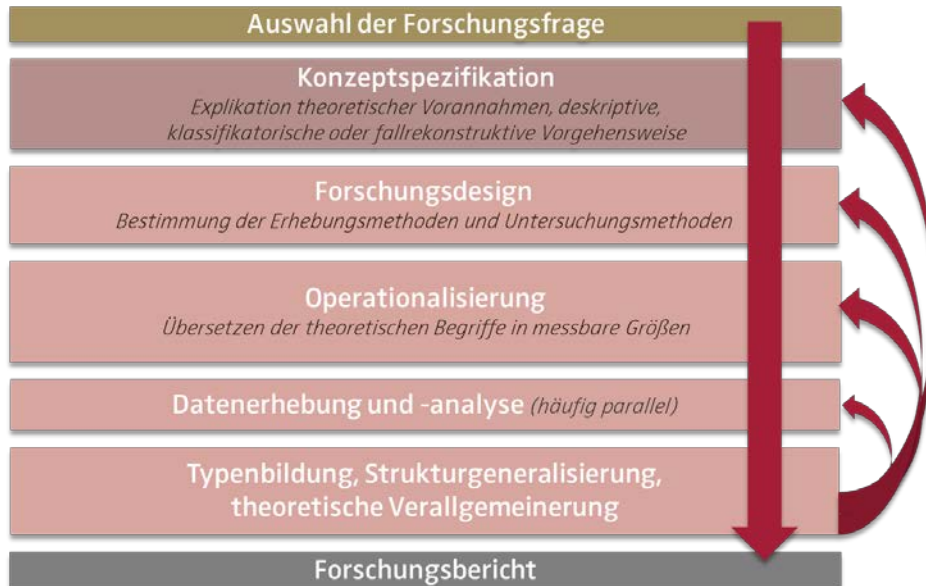 Auswahl der Forschungsfrage
Konzeptspezifikation
Explikation theoretischer Vorannahmen, deskriptive,
klassifikatorische oder fallrekonstruktive Vorgehensweise
Forschungsdesign
Bestimmung der Erhebungsmethoden und Untersuchungsmethoden
Operationalisierung
Übersetzen der theoretischen Begriffe in messbare Größen
Datenerhebung und -analyse (häufig parallel)
Typenbildung, Strukturgeneralisierung,
theoretische Verallgemeinerung
Forschungsbericht